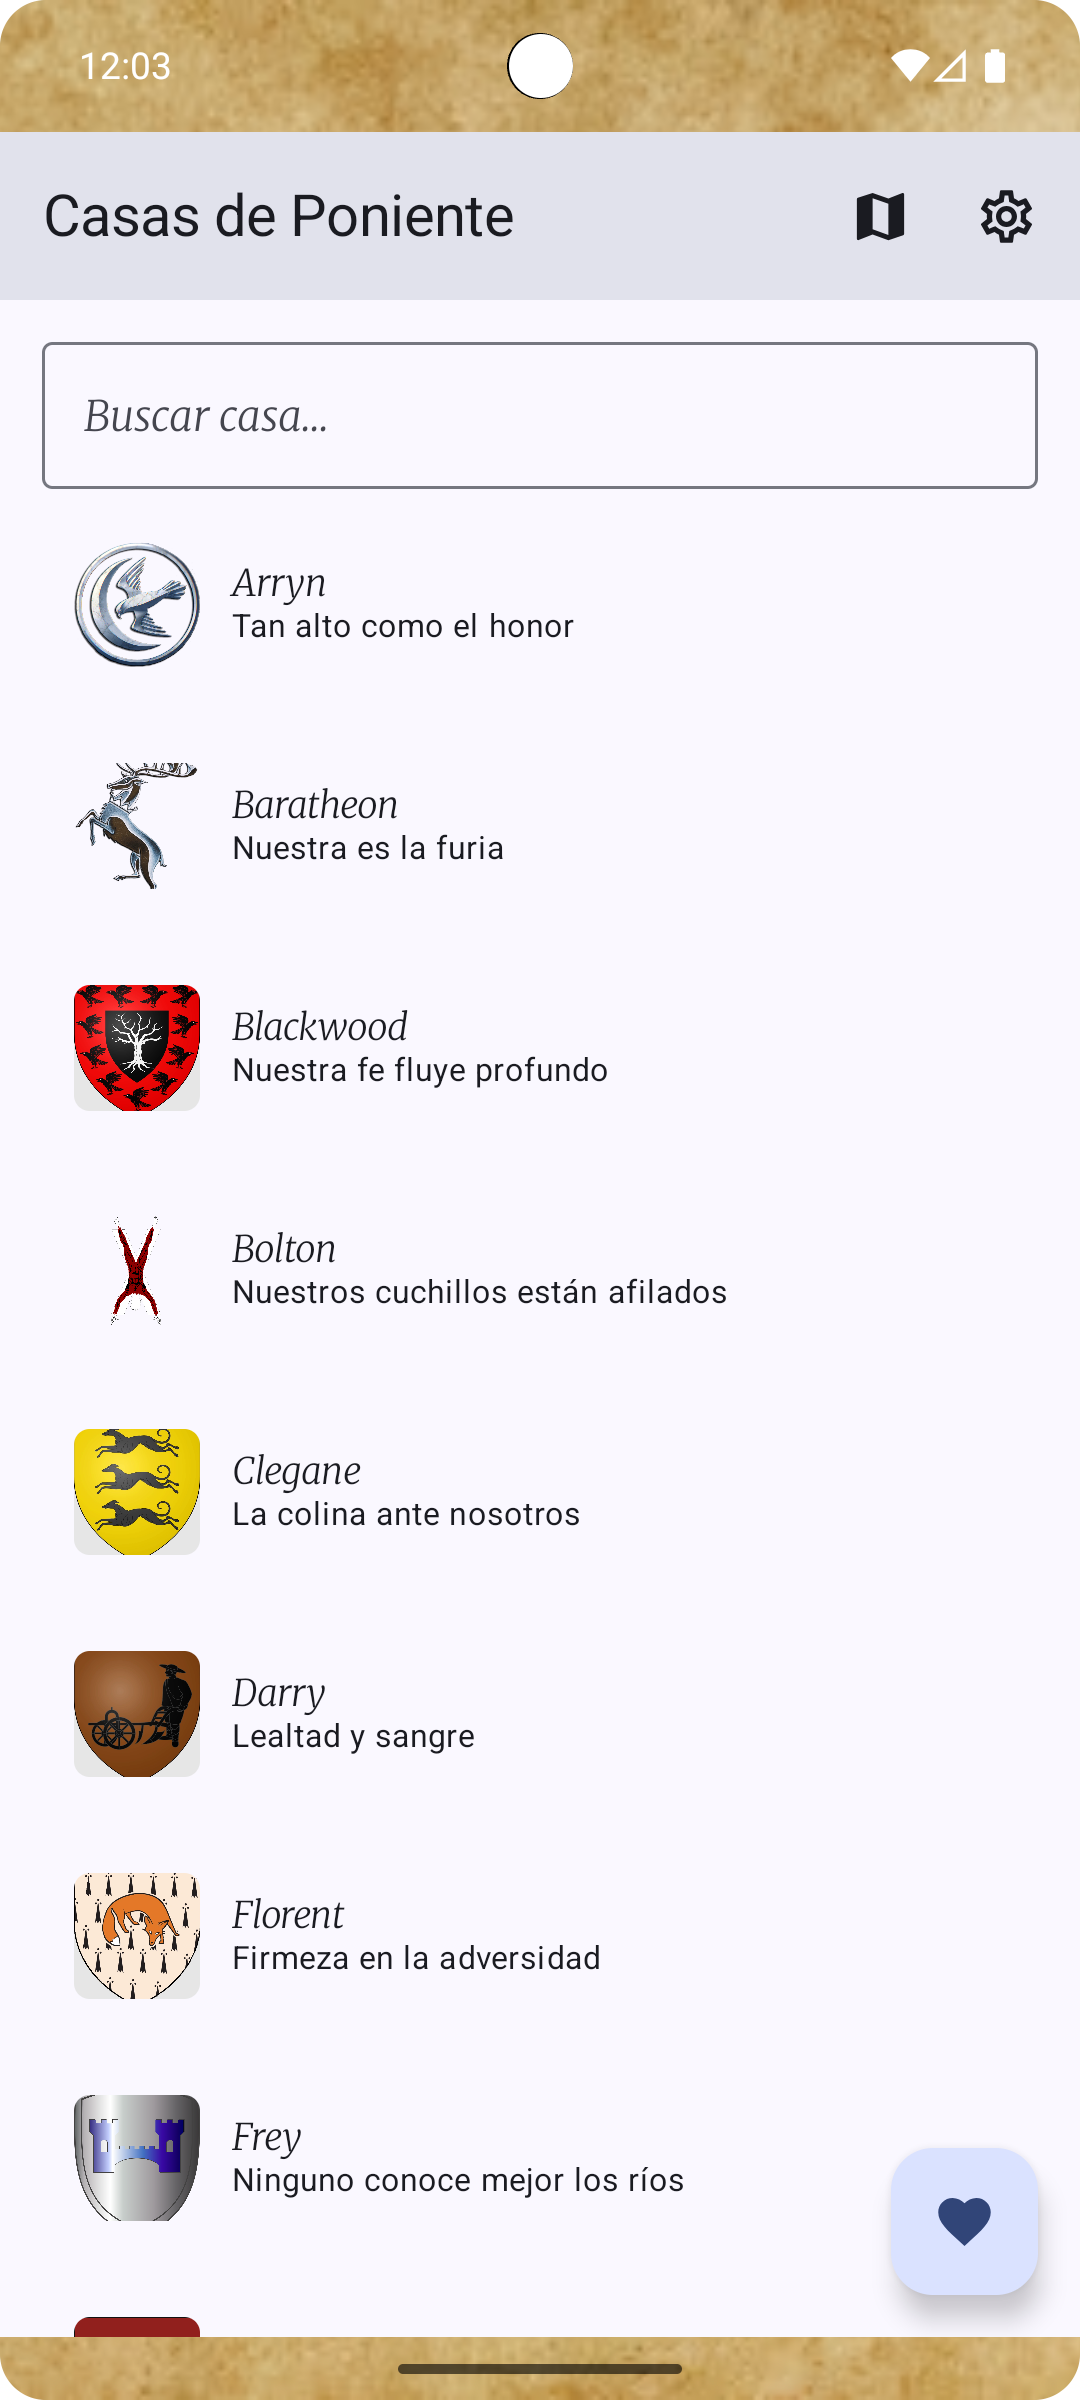 12:03
Casas de Poniente
Buscar casa...
Arryn
Tan alto como el honor
Baratheon
Nuestra es la furia
Blackwood
Nuestra fe fluye profundo
Bolton
Nuestros cuchillos están afilados
Clegane
La colina ante nosotros
Darry
Lealtad y sangre
Florent
Firmeza en la adversidad
Frey
Ninguno conoce mejor los ríos